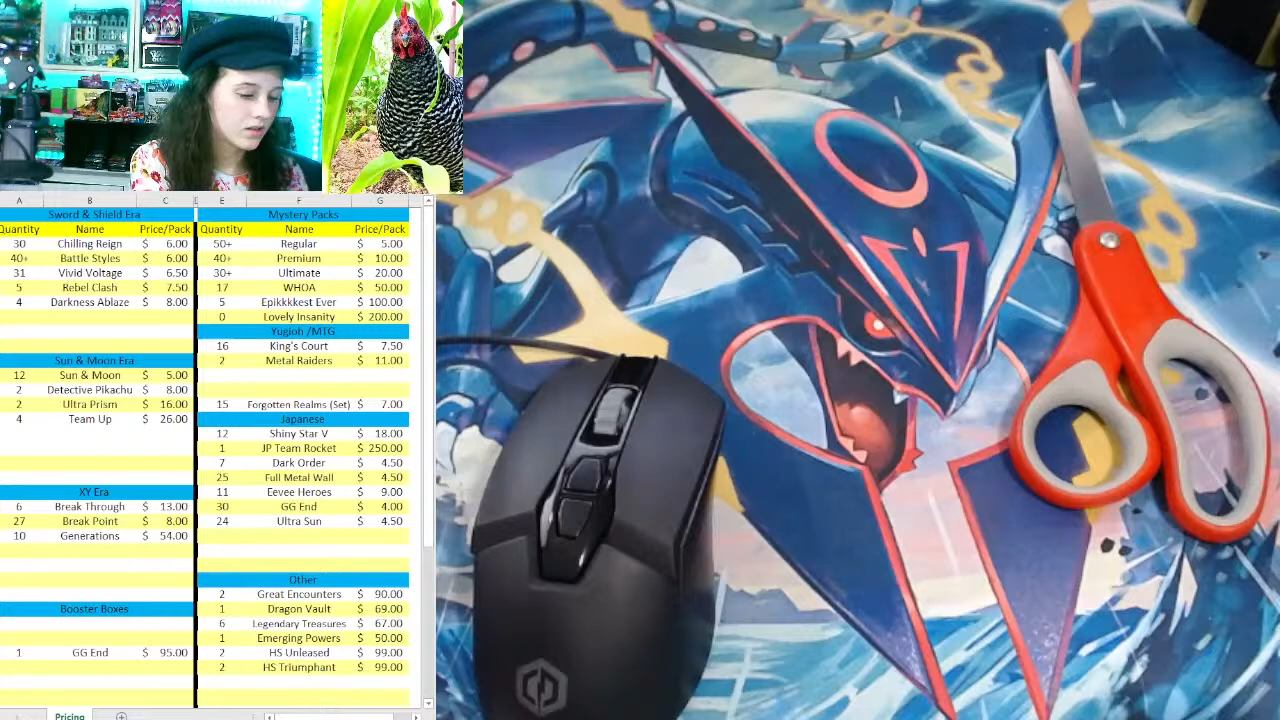 A B C E F G
Sword & Shield Era
Quantity Name Price/Pack
30 Chilling Reign $ 6.00
40+ Battle Styles $ 6.00
31 Vivid Voltage $ 6.50
5 Rebel Clash $ 7.50
4 Darkness Ablaze $ 8.00
Sun & Moon Era
12 Sun & Moon $ 5.00
2 Detective Pikachu $ 8.00
2 Ultra Prism $ 16.00
4 Team Up $ 26.00
XY Era
6 Break Through $ 13.00
27 Break Point $ 8.00
10 Generations $ 54.00
Booster Boxes
1 GG End $ 95.00
Mystery Packs
Quantity Name Price/Pack
50+ Regular $ 5.00
40+ Premium $ 10.00
30+ Ultimate $ 20.00
17 WHOA $ 50.00
5 Epikkkkest Ever $ 100.00
0 Lovely Insanity $ 200.00
Yugioh /MTG
16 King's Court $ 7.50
2 Metal Raiders $ 11.00
15 Forgotten Realms (Set) $ 7.00
Japanese
12 Shiny Star V $ 18.00
1 JP Team Rocket $ 250.00
7 Dark Order $ 4.50
25 Full Metal Wall $ 4.50
11 Eevee Heroes $ 9.00
30 GG End $ 4.00
24 Ultra Sun $ 4.50
Other
2 Great Encounters $ 90.00
1 Dragon Vault $ 69.00
6 Legendary Treasures $ 67.00
1 Emerging Powers $ 50.00
2 HS Unleased $ 99.00
2 HS Triumphant $ 99.00
Pricing